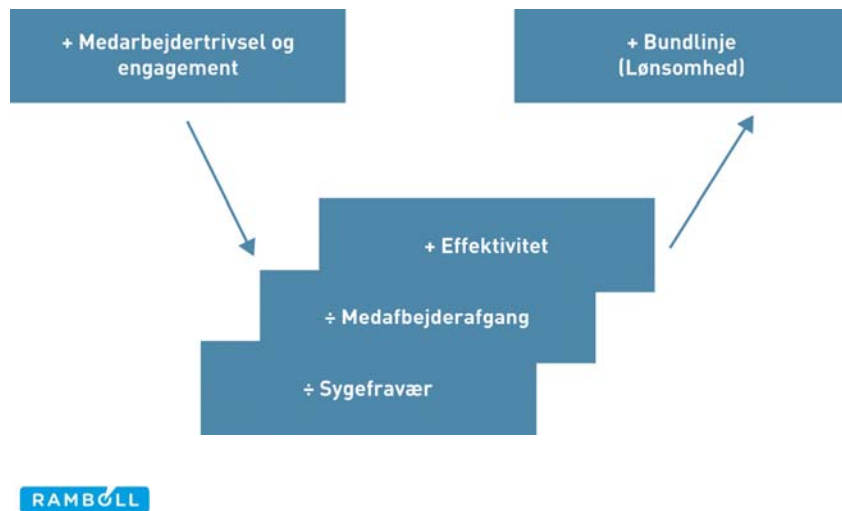 + Medarbejdertrivsel og
engagement
+ Bundlinje
(Lønsomhed)
+ Effektivitet
÷ Medafbejderafgang
÷ Sygefravær
RAMBOLL